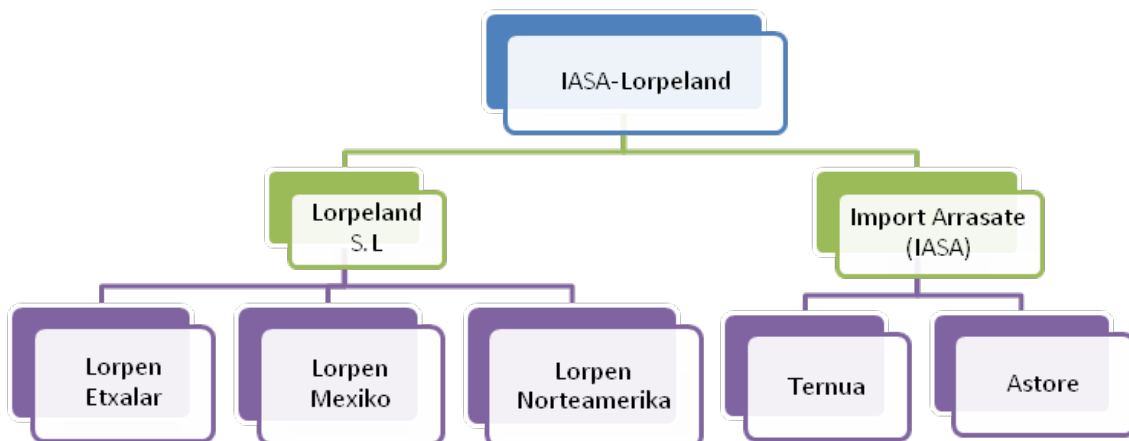 IASA-Lorpeland
Lorpeland
S.L
Import Arrasate
(IASA)
Lorpen
Etxalar
Lorpen
Mexiko
Lorpen
Norteamerika
Ternua
Astore